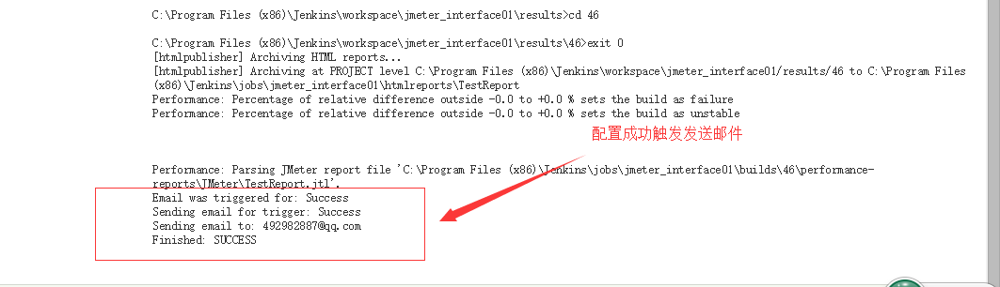 C:\Program Files (x86)\Jenkins\workspace\jmeter_interface01\results>cd 46
C:\Program Files (x86)\Jenkins\workspace\jmeter_interface01\results\46>exit 0
[htmlpublisher] Archiving HTML reports...
[htmlpublisher] Archiving at PROJECT level C:\Program Files (x86)\Jenkins\workspace\jmeter_interface01/results/46 to C:\Program Files
(x86)\Jenkins\jobs\jmeter_interface01\htmlreports\TestReport
Performance: Percentage of relative difference outside -0.0 to +0.0 % sets the build as failure
Performance: Percentage of relative difference outside -0.0 to +0.0 % sets the build as unstable
配置成功触发发送邮件
Performance: Parsing JMeter report file 'C:\Program Files (x86)\Jenkins\jobs\jmeter_interface01\builds\46\performance-
reports\JMeter\TestReport.jtl'.
Email was triggered for: Success
Sending email for trigger: Success
Sending email to: 492982887@qq.com
Finished: SUCCESS